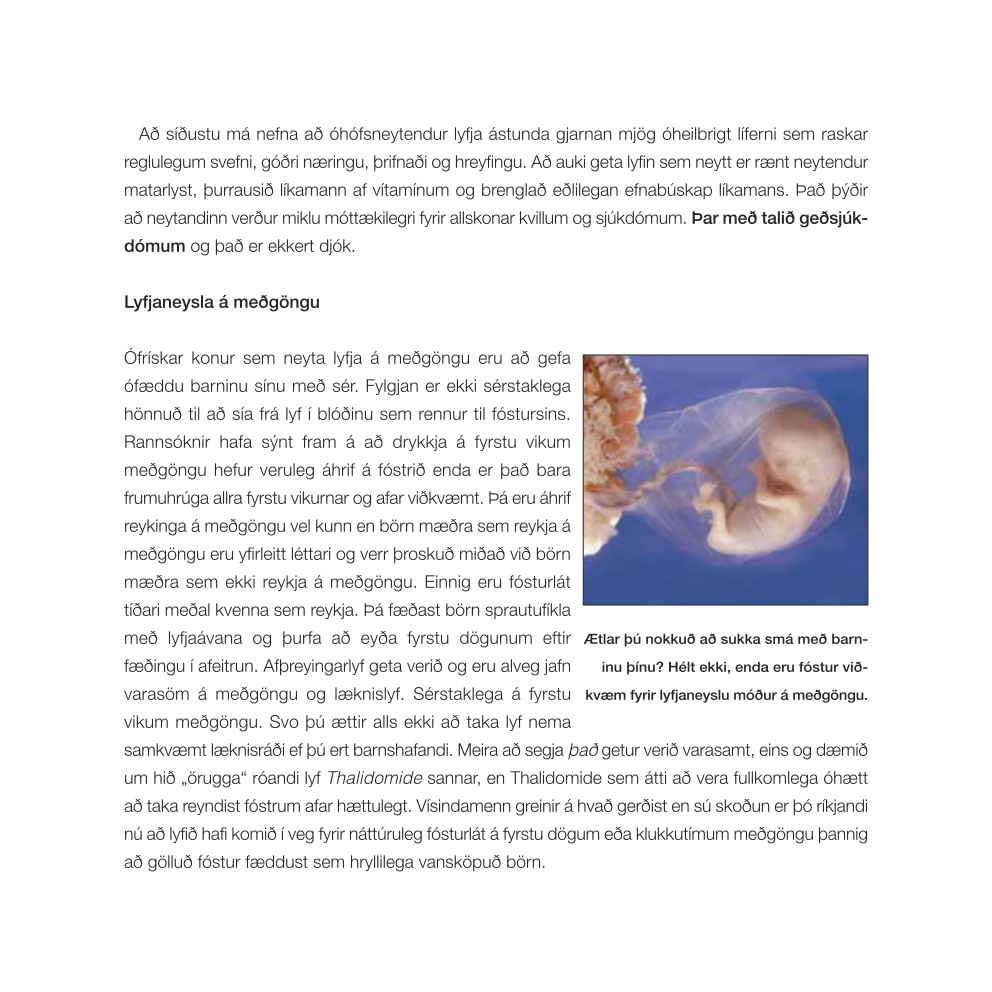 Að síðustu má nefna að óhófsneytendur lyfja ástunda gjarnan mjög óheilbrigt líferni sem raskar
reglulegum svefni, góðri næringu, þrifnaði og hreyfingu. Að auki geta lyfin sem neytt er rænt neytendur
matarlyst, þurrausið líkamann af vítamínum og brenglað eðlilegan efnabúskap líkamans. Það þýðir
að neytandinn verður miklu móttækilegri fyrir allskonar kvillum og sjúkdómum. Þar með talið geðsjúk-
dómum og það er ekkert djók.
Lyfjaneysla á meðgöngu
Ófrískar konur sem neyta lyfja á meðgöngu eru að gefa
ófæddu barninu sínu með sér. Fylgjan er ekki sérstaklega
hönnuð til að sía frá lyf í blóðinu sem rennur til fóstursins.
Rannsóknir hafa sýnt fram á að drykkja á fyrstu vikum
meðgöngu hefur veruleg áhrif á fóstrið enda er það bara
frumuhrúga allra fyrstu vikurnar og afar viðkvæmt. Þá eru áhrif
reykinga á meðgöngu vel kunn en börn mæðra sem reykja á
meðgöngu eru yfirleitt léttari og verr þroskuð miðað við börn
mæðra sem ekki reykja á meðgöngu. Einnig eru fósturlát
tíðari meðal kvenna sem reykja. Þá fæðast börn sprautufíkla
með lyfjaávana og þurfa að eyða fyrstu dögunum eftir
fæðingu í afeitrun. Afþreyingarlyf geta verið og eru alveg jafn
varasöm á meðgöngu og læknislyf. Sérstaklega á fyrstu
vikum meðgöngu. Svo þú ættir alls ekki að taka lyf nema
samkvæmt læknisráði ef þú ert barnshafandi. Meira að segja það getur verið varasamt, eins og dæmið
um hið „örugga“ róandi lyf Thalidomide sannar, en Thalidomide sem átti að vera fullkomlega óhætt
að taka reyndist fóstrum afar hættulegt. Vísindamenn greinir á hvað gerðist en sú skoðun er þó ríkjandi
nú að lyfið hafi komið í veg fyrir náttúruleg fósturlát á fyrstu dögum eða klukkutímum meðgöngu þannig
að gölluð fóstur fæddust sem hryllilega vansköpuð börn.
Ætlar þú nokkuð að sukka smá með barn-
inu þínu? Hélt ekki, enda eru fóstur við-
kvæm fyrir lyfjaneyslu móður á meðgöngu.